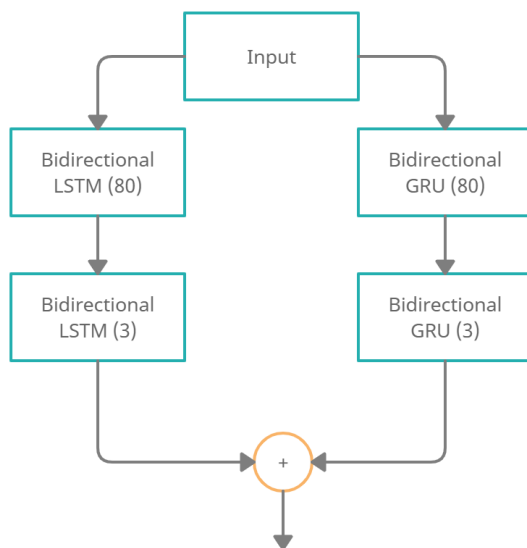 Input
Bidirectional
LSTM (80)
Bidirectional
GRU (80)
Bidirectional
LSTM (3)
Bidirectional
GRU (3)
+